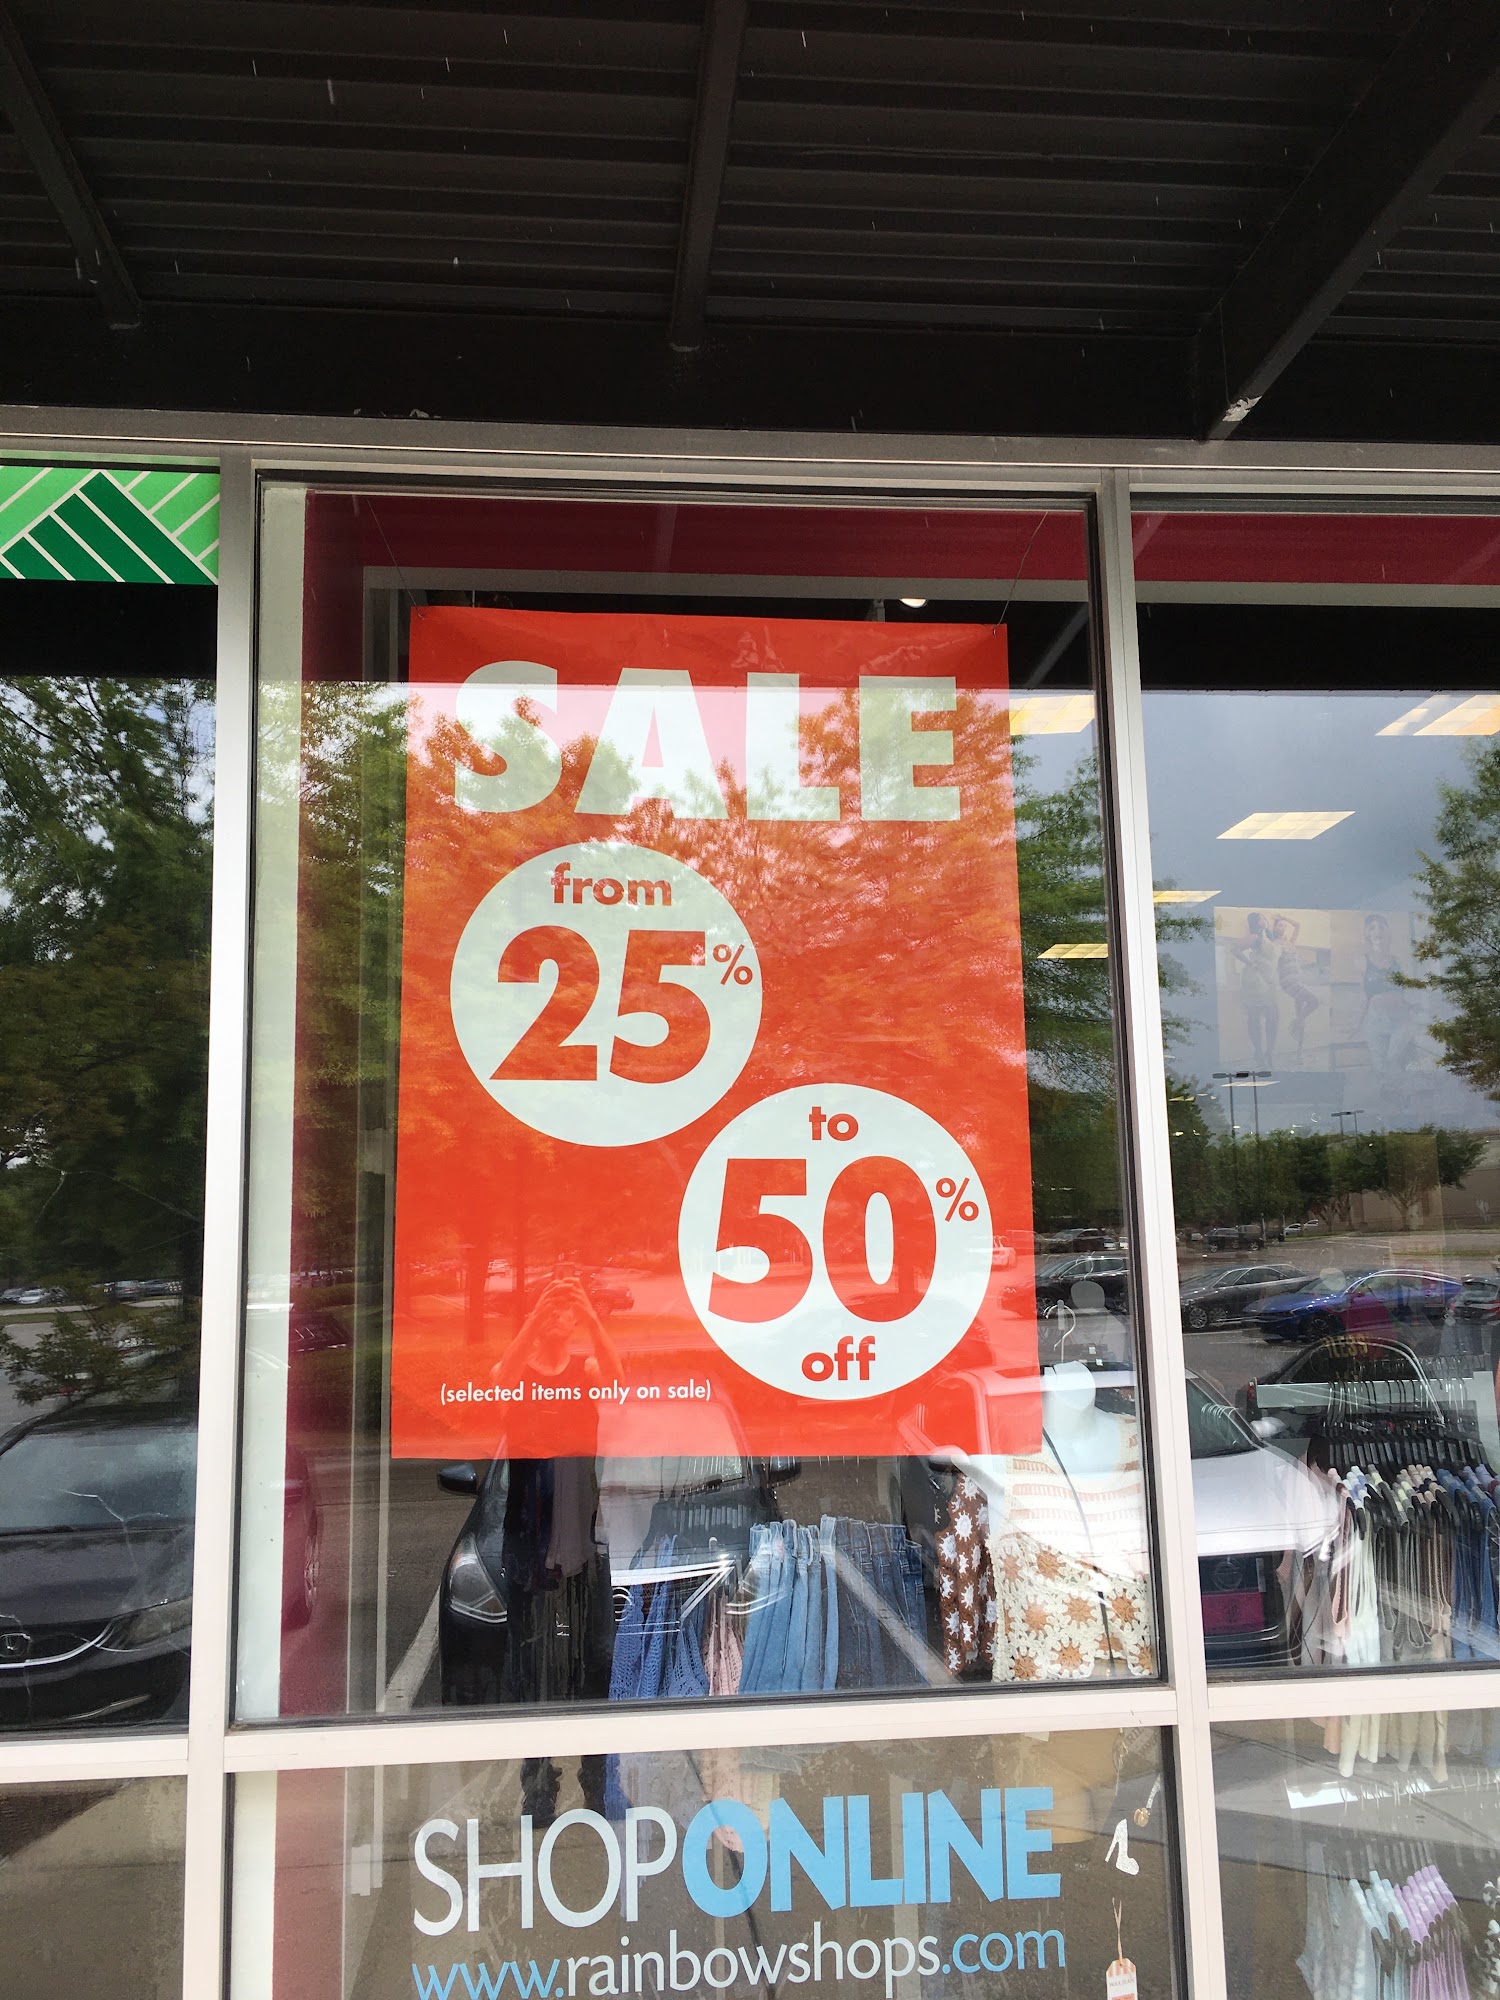 SALE
from
25%
to
50%
off
(selected items only on sale)
SHOPONLINE
www.rainbowshops.com